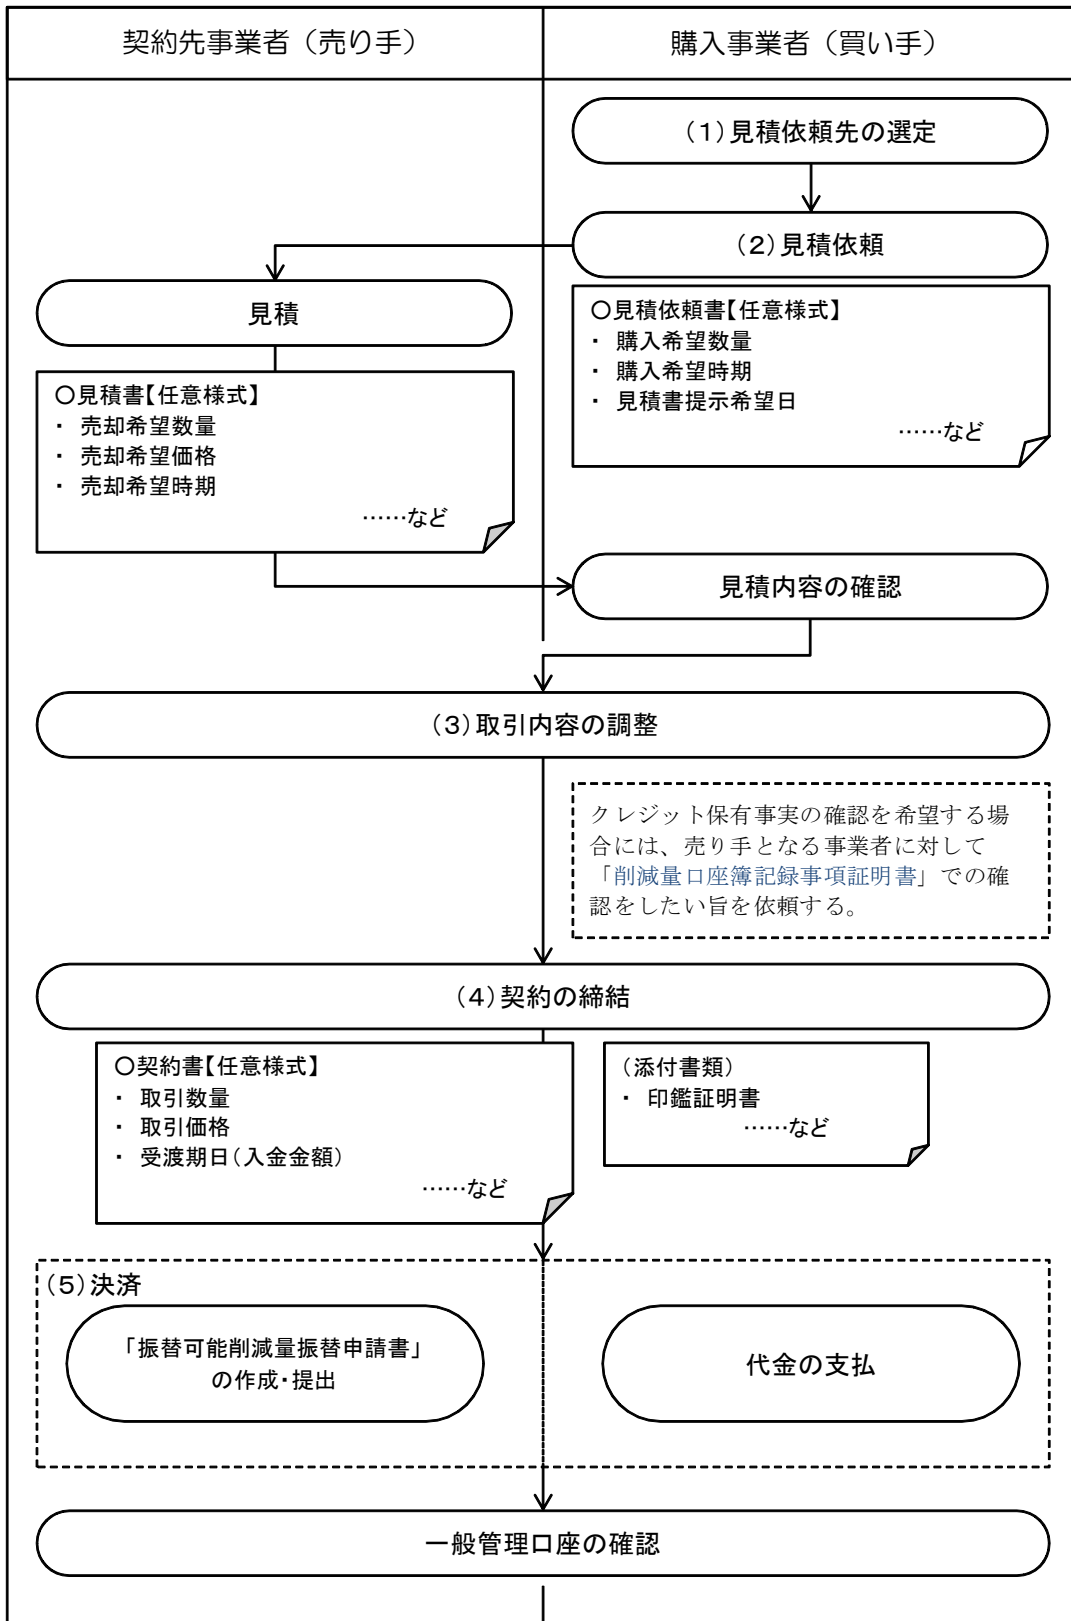 契約先事業者（売り手）
購入事業者（買い手）
（1）見積依頼先の選定
（2）見積依頼
見積
〇見積依頼書【任意様式】
・ 購入希望数量
・ 購入希望時期
・ 見積書提示希望日
……など
〇見積書【任意様式】
・ 売却希望数量
・ 売却希望価格
・ 売却希望時期
……など
見積内容の確認
（3）取引内容の調整
クレジット保有事実の確認を希望する場
合には、売り手となる事業者に対して
「削減量口座簿記録事項証明書」での確
認をしたい旨を依頼する。
（4）契約の締結
〇契約書【任意様式】
・ 取引数量
・ 取引価格
・ 受渡期日（入金金額）
……など
（添付書類）
・ 印鑑証明書
……など
（5）決済
「振替可能削減量振替申請書」
の作成・提出
代金の支払
一般管理口座の確認